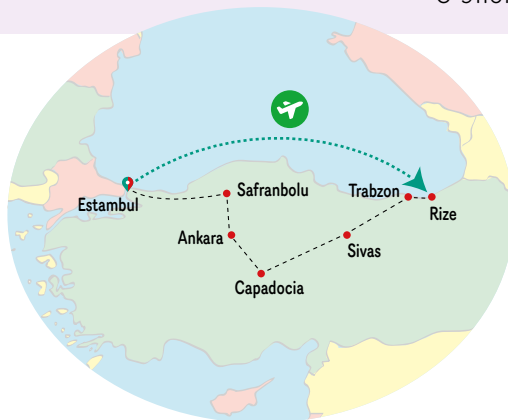 Estambul
Safranbolu
Trabzon
Rize
Ankara
Sivas
Capadocia